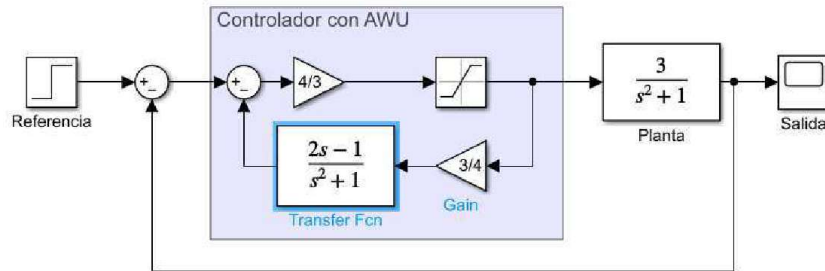 Controlador con AWU
Referencia
+
−
+
−
4/3
3
s² + 1
Planta
Salida
2s − 1
s² + 1
Transfer Fcn
3/4
Gain